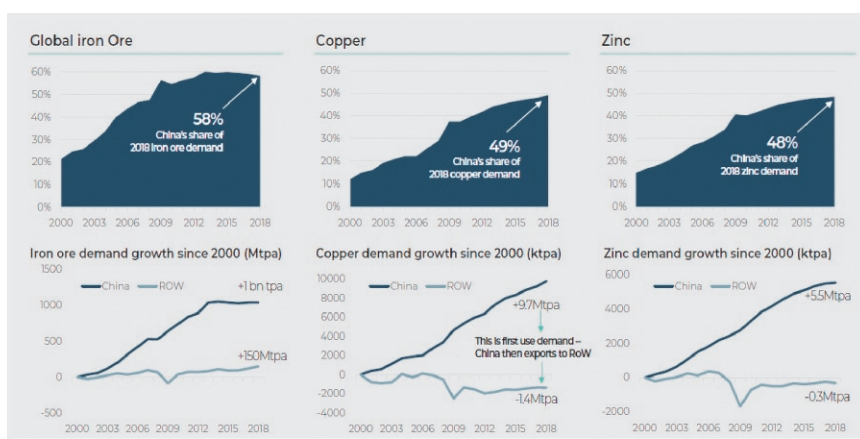 Global iron Ore
60%
50%
40%
30%
20%
10%
0%
58%
China's share of
2018 iron ore demand
2000 2003 2006 2009 2012 2015 2018
Copper
60%
50%
40%
30%
20%
10%
0%
49%
China's share of
2018 copper demand
2000 2003 2006 2009 2012 2015 2018
Zinc
60%
50%
40%
30%
20%
10%
0%
48%
China's share of
2018 zinc demand
2000 2003 2006 2009 2012 2015 2018
Iron ore demand growth since 2000 (Mtpa)
1500
1000
500
0
-500
China ROW
+1 bn tpa
+150Mtpa
2000 2003 2006 2009 2012 2015 2018
Copper demand growth since 2000 (ktpa)
10000
8000
6000
4000
2000
0
-2000
-4000
China ROW
+9.7Mtpa
This is first use demand –
China then exports to RoW
-1.4Mtpa
2000 2003 2006 2009 2012 2015 2018
Zinc demand growth since 2000 (ktpa)
6000
4000
2000
0
-2000
China ROW
+5.5Mtpa
-0.3Mtpa
2000 2003 2006 2009 2012 2015 2018